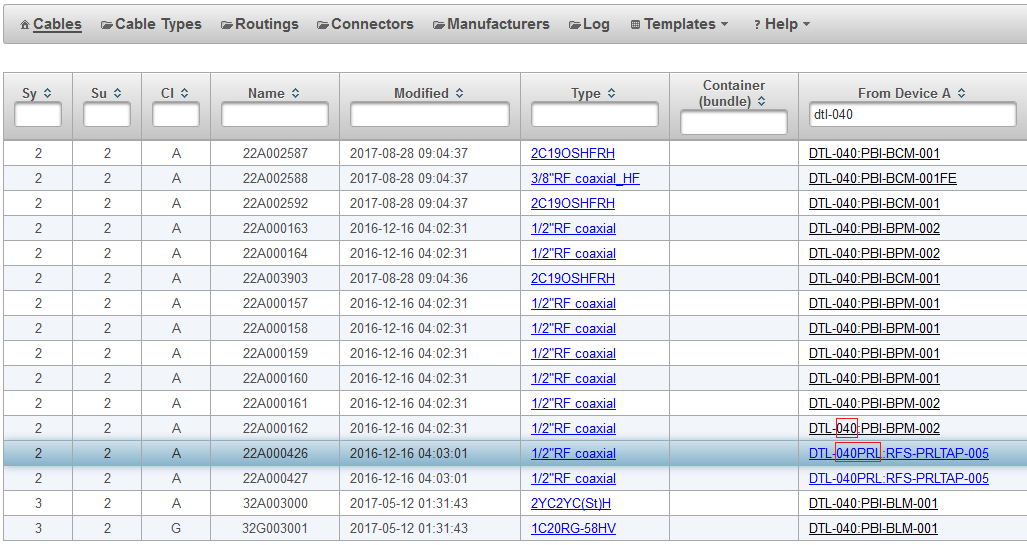 Cables Cable Types Routings Connectors Manufacturers Log Templates ? Help
Sy Su Cl Name Modified Type Container (bundle) From Device A
dtl-040
2 2 A 22A002587 2017-08-28 09:04:37 2C19OSHFRH DTL-040:PBI-BCM-001
2 2 A 22A002588 2017-08-28 09:04:37 3/8"RF coaxial_HF DTL-040:PBI-BCM-001FE
2 2 A 22A002592 2017-08-28 09:04:37 2C19OSHFRH DTL-040:PBI-BCM-001
2 2 A 22A000163 2016-12-16 04:02:31 1/2"RF coaxial DTL-040:PBI-BPM-002
2 2 A 22A000164 2016-12-16 04:02:31 1/2"RF coaxial DTL-040:PBI-BPM-002
2 2 A 22A003903 2017-08-28 09:04:36 2C19OSHFRH DTL-040:PBI-BCM-001
2 2 A 22A000157 2016-12-16 04:02:31 1/2"RF coaxial DTL-040:PBI-BPM-001
2 2 A 22A000158 2016-12-16 04:02:31 1/2"RF coaxial DTL-040:PBI-BPM-001
2 2 A 22A000159 2016-12-16 04:02:31 1/2"RF coaxial DTL-040:PBI-BPM-001
2 2 A 22A000160 2016-12-16 04:02:31 1/2"RF coaxial DTL-040:PBI-BPM-001
2 2 A 22A000161 2016-12-16 04:02:31 1/2"RF coaxial DTL-040:PBI-BPM-002
2 2 A 22A000162 2016-12-16 04:02:31 1/2"RF coaxial DTL-040:PBI-BPM-002
2 2 A 22A000426 2016-12-16 04:03:01 1/2"RF coaxial DTL-040PRL:RFS-PRLTAP-005
2 2 A 22A000427 2016-12-16 04:03:01 1/2"RF coaxial DTL-040PRL:RFS-PRLTAP-005
3 2 A 32A003000 2017-05-12 01:31:43 2YC2YC(St)H DTL-040:PBI-BLM-001
3 2 G 32G003001 2017-05-12 01:31:43 1C20RG-58HV DTL-040:PBI-BLM-001